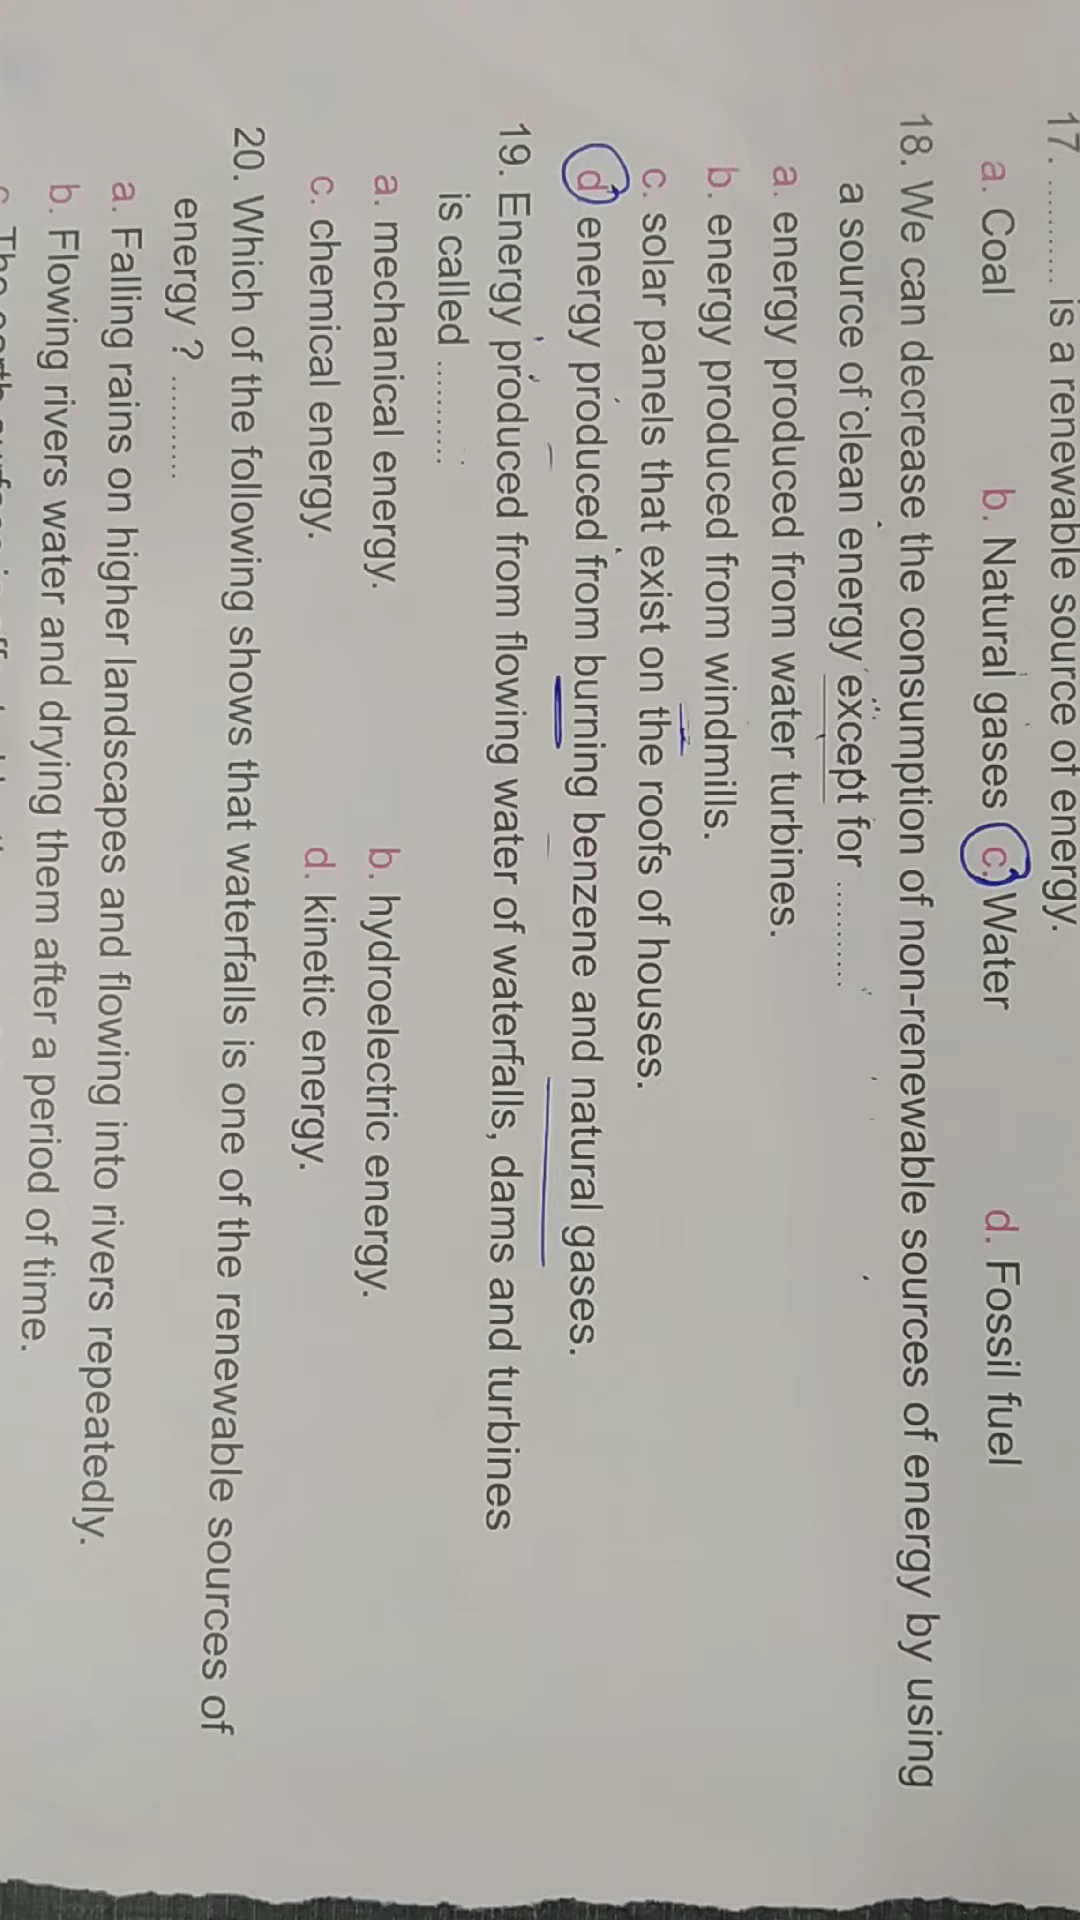 17. .......... is a renewable source of energy.
a. Coal b. Natural gases c. Water d. Fossil fuel
18. We can decrease the consumption of non-renewable sources of energy by using
a source of clean energy except for ..........
a. energy produced from water turbines.
b. energy produced from windmills.
c. solar panels that exist on the roofs of houses.
d energy produced from burning benzene and natural gases.
19. Energy produced from flowing water of waterfalls, dams and turbines
is called ..........
a. mechanical energy. b. hydroelectric energy.
c. chemical energy. d. kinetic energy.
20. Which of the following shows that waterfalls is one of the renewable sources of
energy ? ..........
a. Falling rains on higher landscapes and flowing into rivers repeatedly.
b. Flowing rivers water and drying them after a period of time.